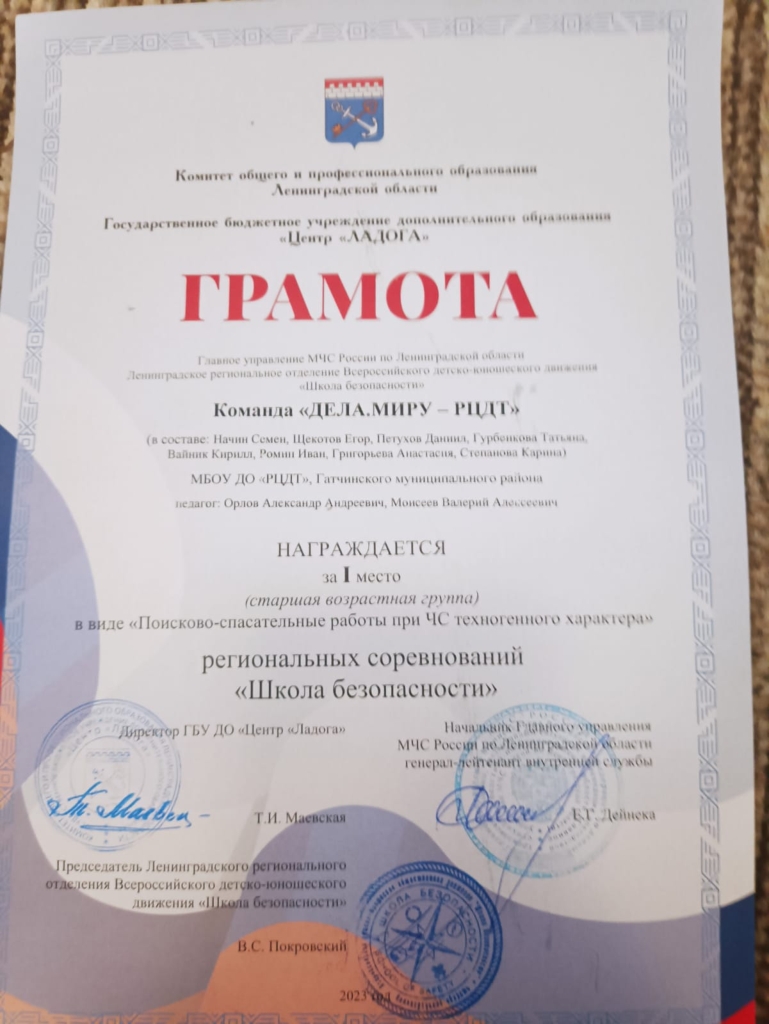 Комитет общего и профессионального образования
Ленинградской области
Государственное бюджетное учреждение дополнительного образования
«Центр «ЛАДОГА»
ГРАМОТА
Главное управление МЧС России по Ленинградской области
Ленинградское региональное отделение Всероссийского детско-юношеского движения
«Школа безопасности»
Команда «ДЕЛА.МИРУ – РЦДТ»
(в составе: Начин Семен, Щекотов Егор, Петухов Даниил, Гурбенкова Татьяна,
Вайник Кирилл, Ромин Иван, Григорьева Анастасия, Степанова Карина)
МБОУ ДО «РЦДТ», Гатчинского муниципального района
педагог: Орлов Александр Андреевич, Моисеев Валерий Алексеевич
НАГРАЖДАЕТСЯ
за I место
(старшая возрастная группа)
в виде «Поисково-спасательные работы при ЧС техногенного характера»
региональных соревнований
«Школа безопасности»
Директор ГБУ ДО «Центр «Ладога»
Т.И. Маевская
Начальник Главного управления
МЧС России по Ленинградской области
генерал-лейтенант внутренней службы
Е.Г. Дейнека
Председатель Ленинградского регионального
отделения Всероссийского детско-юношеского
движения «Школа безопасности»
В.С. Покровский
ШКОЛА БЕЗОПАСНОСТИ
SCHOOL OF SAFETY
2023 год